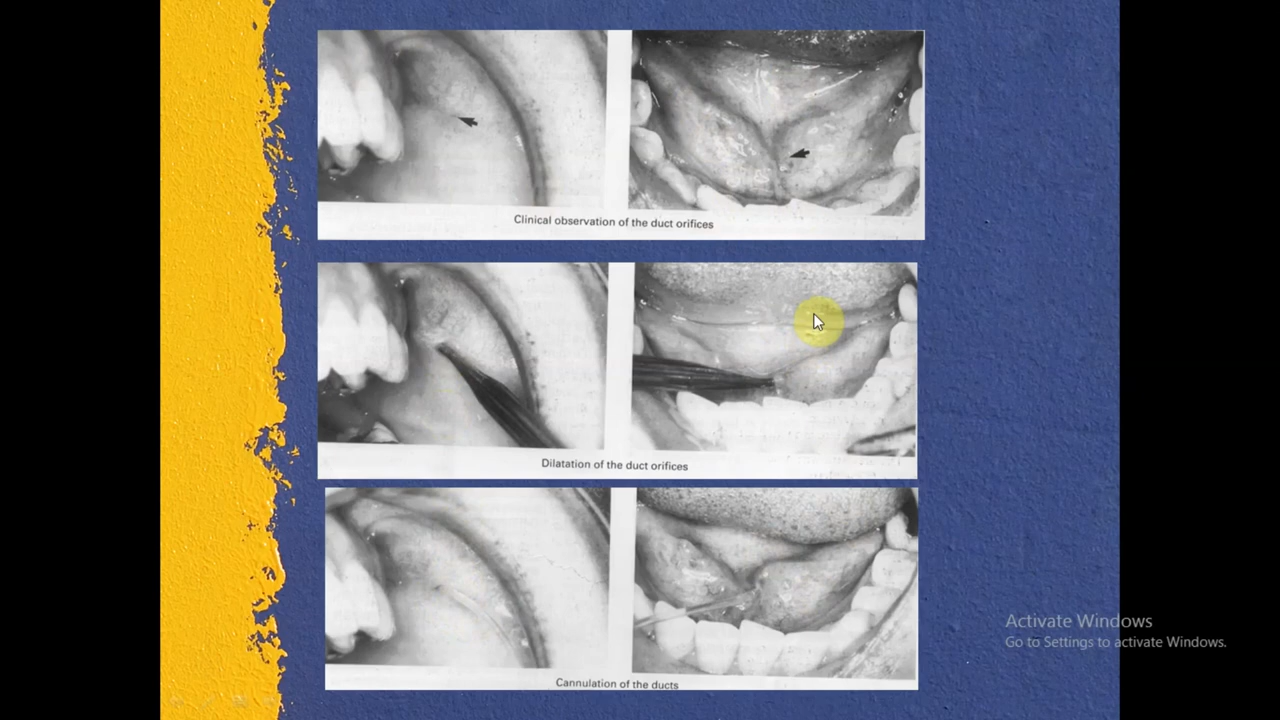 Clinical observation of the duct orifices
Dilatation of the duct orifices
Cannulation of the ducts
Activate Windows
Go to Settings to activate Windows.